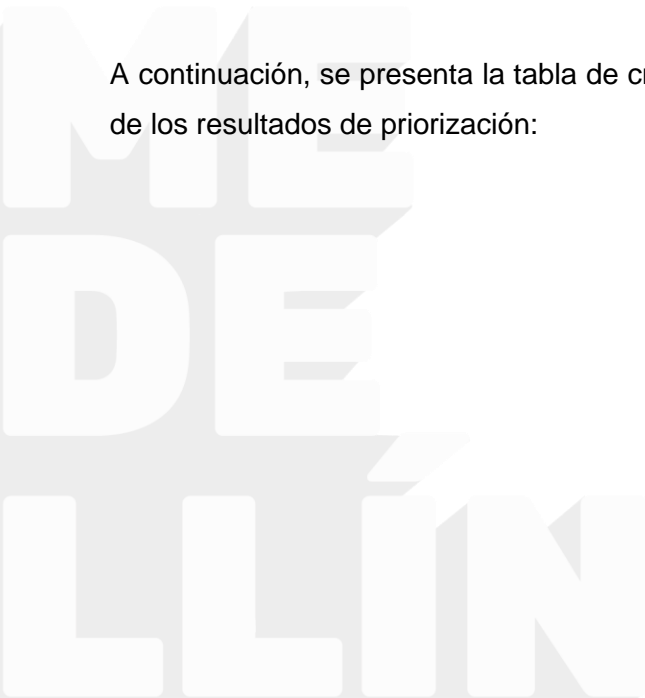 A continuación, se presenta la tabla de
de los resultados de priorización:
ME
DE
LLÍN